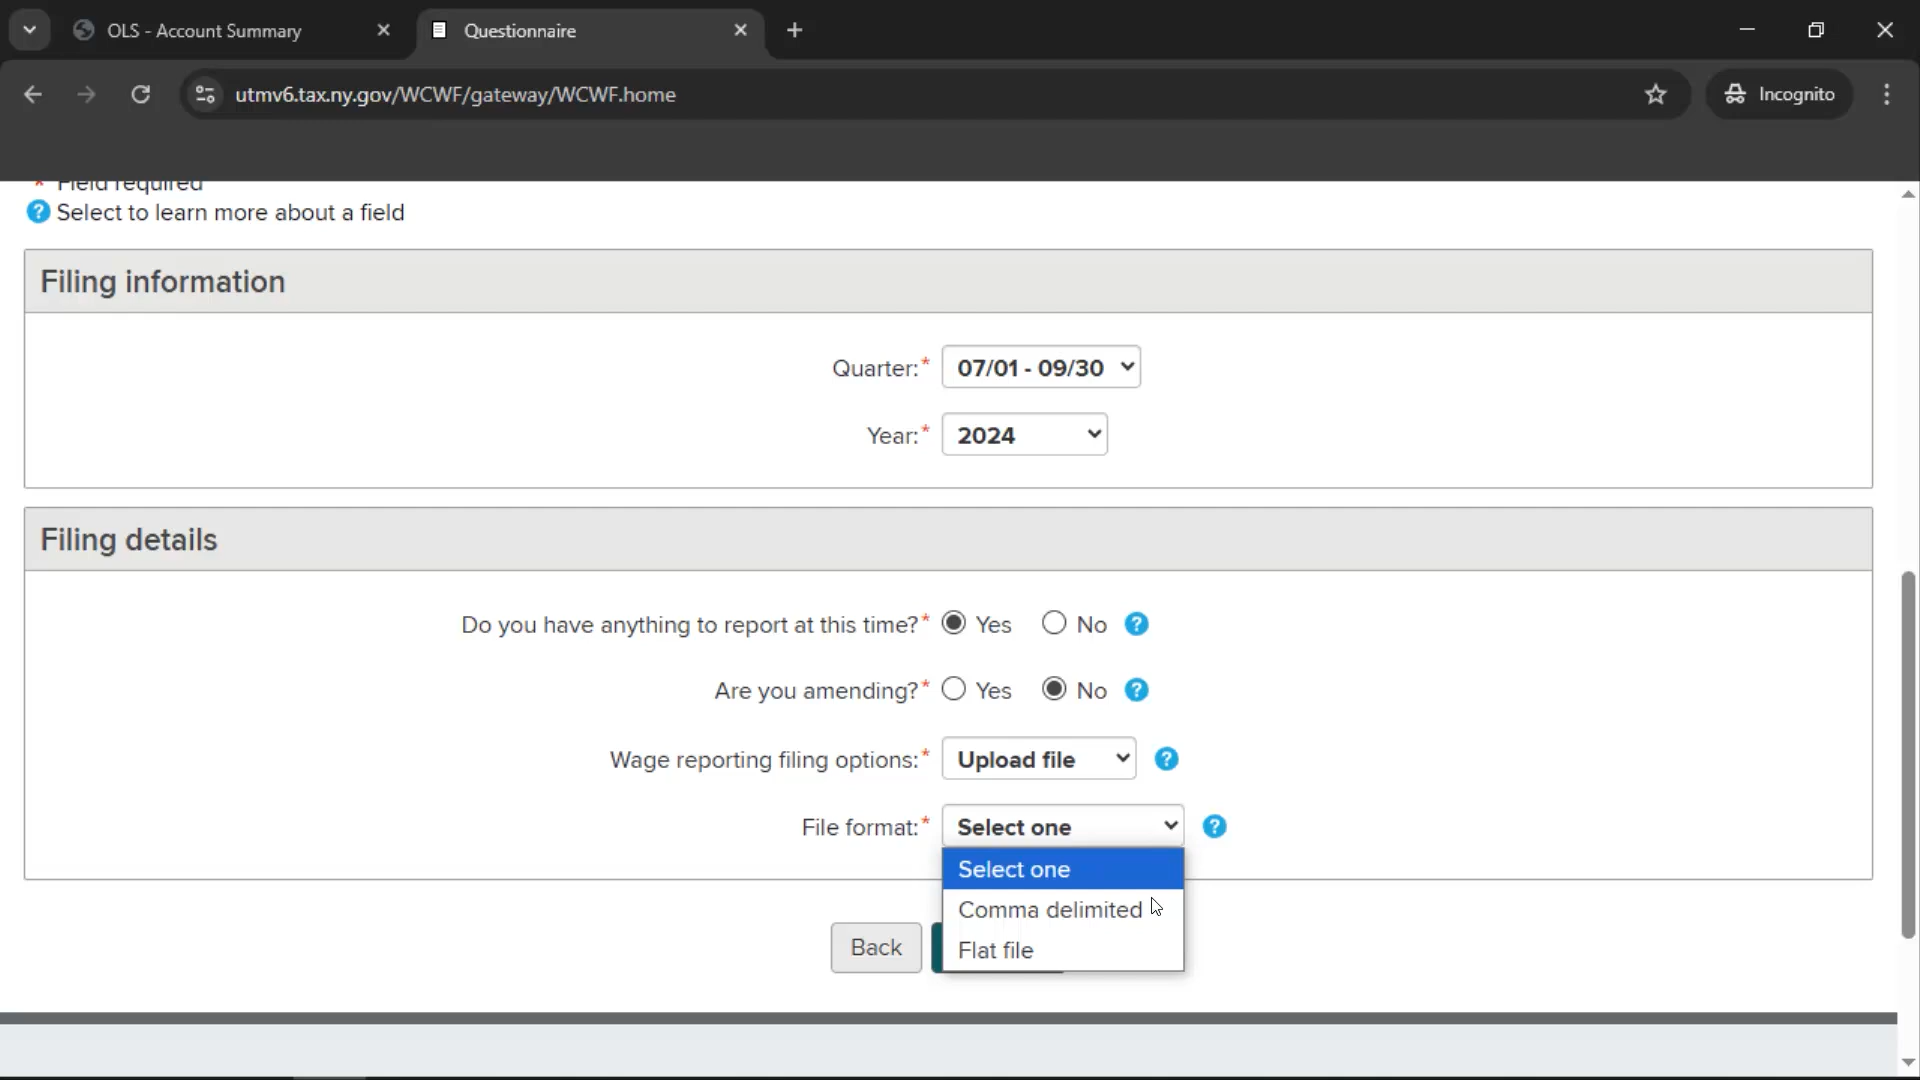 OLS - Account Summary
Questionnaire
utmv6.tax.ny.gov/WCWF/gateway/WCWF.home
Incognito
* Field required
? Select to learn more about a field
Filing information
Quarter:* 07/01 - 09/30
Year:* 2024
Filing details
Do you have anything to report at this time?* Yes No ?
Are you amending?* Yes No ?
Wage reporting filing options:* Upload file ?
File format:* Select one ?
Select one
Comma delimited
Flat file
Back